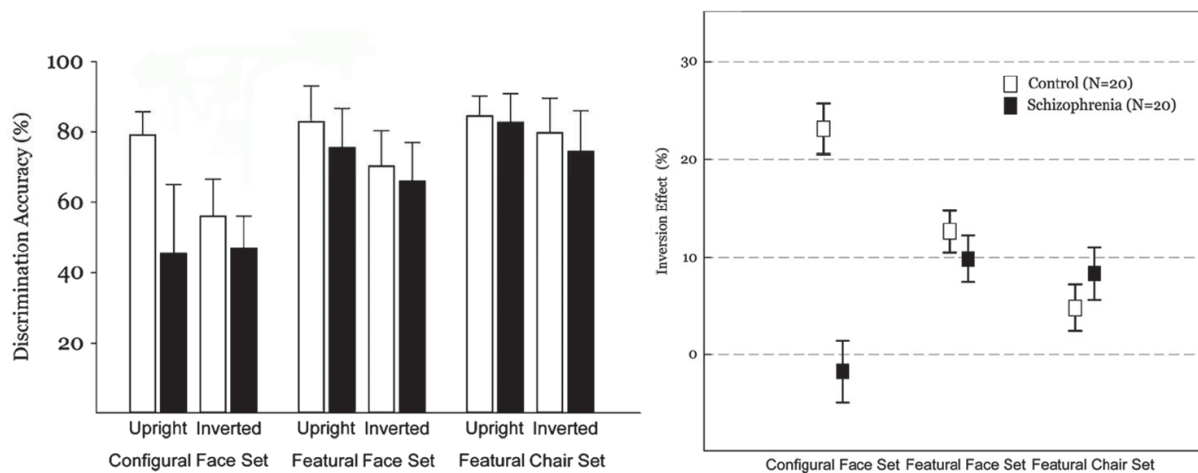 100
80
60
40
20
Discrimination Accuracy (%)
Upright Inverted Upright Inverted Upright Inverted
Configural Face Set Featural Face Set Featural Chair Set
30
20
10
0
Inversion Effect (%)
Control (N=20)
Schizophrenia (N=20)
Configural Face Set Featural Face Set Featural Chair Set